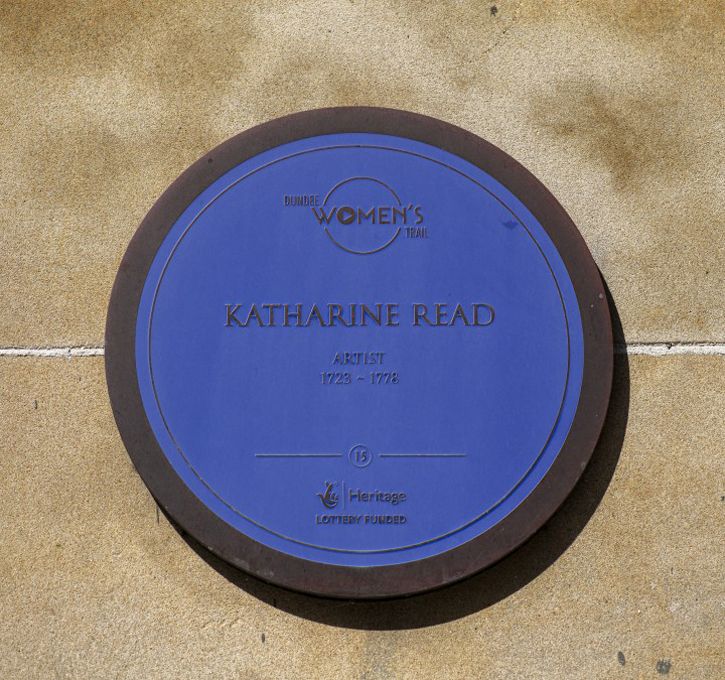 DUNDEE
WOMEN'S
TRAIL
KATHARINE READ
ARTIST
1723 ~ 1778
15
Heritage
LOTTERY FUNDED